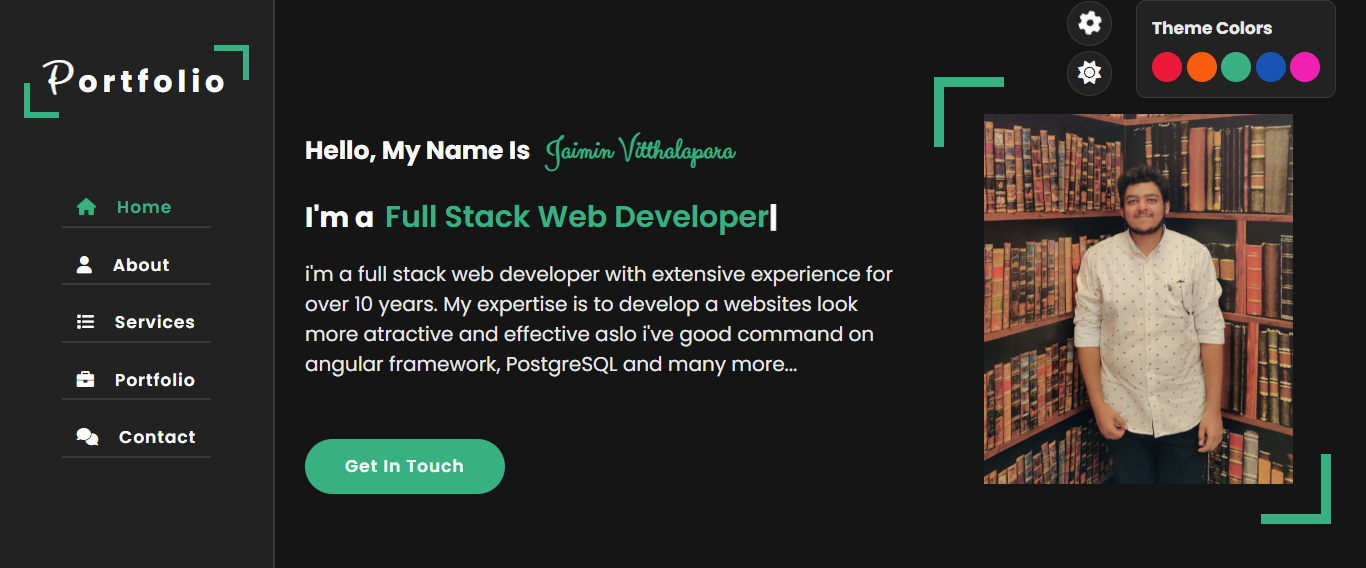 Portfolio
Home
About
Services
Portfolio
Contact
Hello, My Name Is Jaimin Vitthalapara
I'm a Full Stack Web Developer|
i'm a full stack web developer with extensive experience for
over 10 years. My expertise is to develop a websites look
more atractive and effective aslo i've good command on
angular framework, PostgreSQL and many more...
Get In Touch
Theme Colors